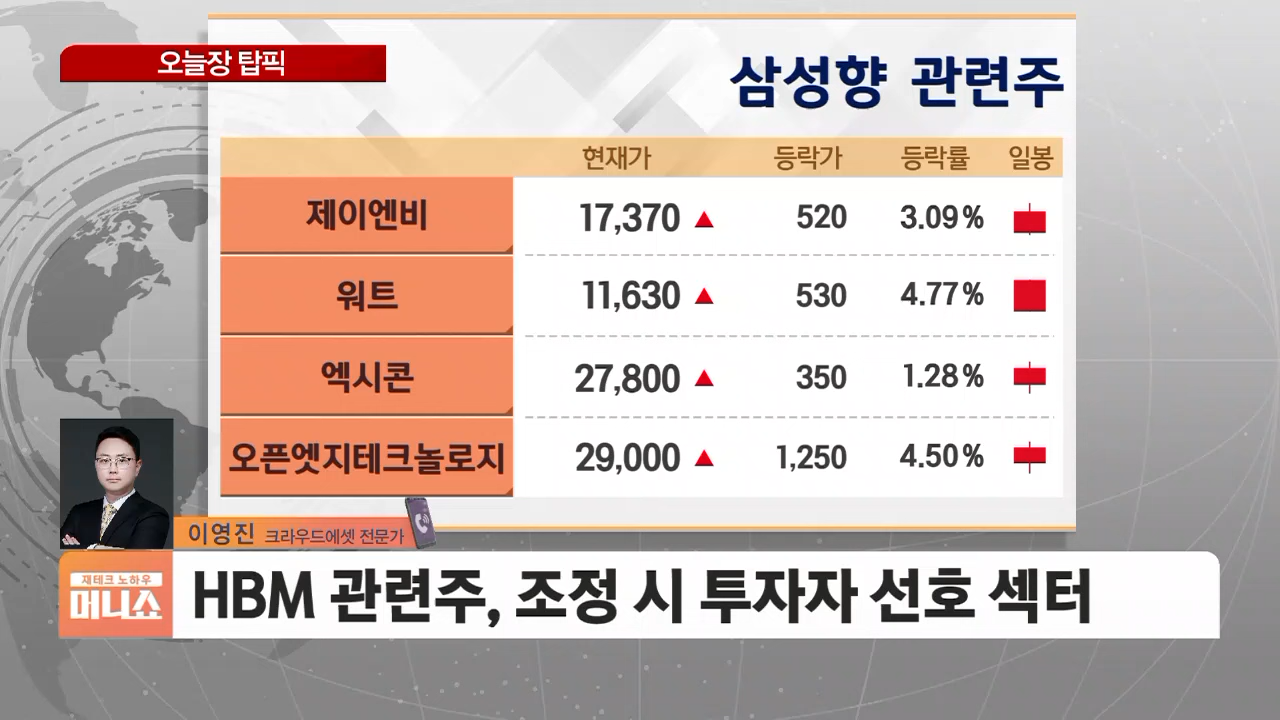 오늘장 탑픽
삼성향 관련주
현재가 등락가 등락률 일봉
제이엔비 17,370 ▲ 520 3.09%
워트 11,630 ▲ 530 4.77%
엑시콘 27,800 ▲ 350 1.28%
오픈엣지테크놀로지 29,000 ▲ 1,250 4.50%
이영진 크라우드에셋 전문가
재테크 노하우
머니쇼
HBM 관련주, 조정 시 투자자 선호 섹터